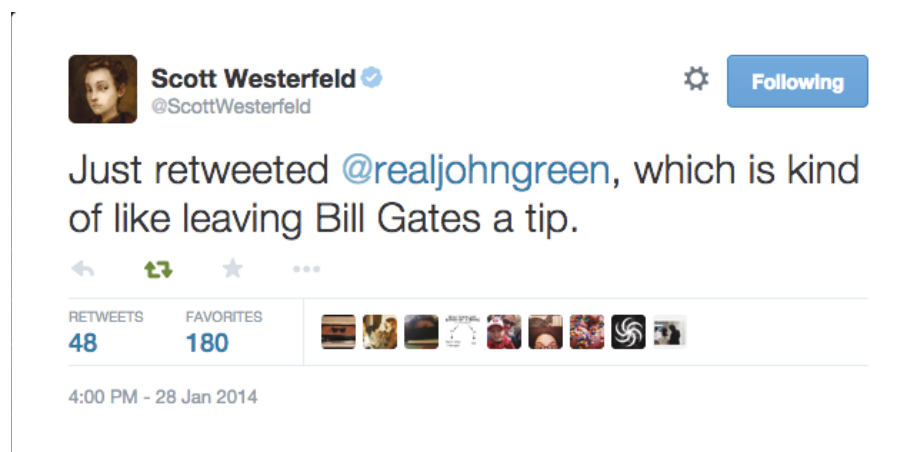 Scott Westerfeld
@ScottWesterfeld
Following
Just retweeted @realjohngreen, which is kind
of like leaving Bill Gates a tip.
RETWEETS FAVORITES
48 180
4:00 PM - 28 Jan 2014